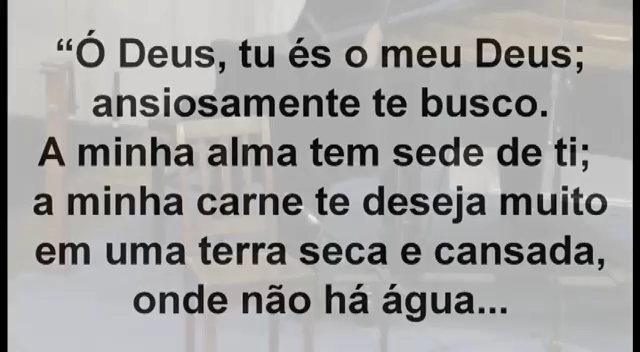 “Ó Deus, tu és o meu Deus;
ansiosamente te busco.
A minha alma tem sede de ti;
a minha carne te deseja muito
em uma terra seca e cansada,
onde não há água...